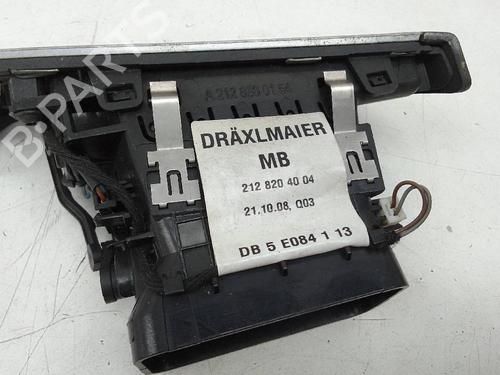 B-PARTS
A 212 830 01 54
DRÄXLMAIER
MB
212 820 40 04
21.10.08, Q03
DB 5 E084 1 13